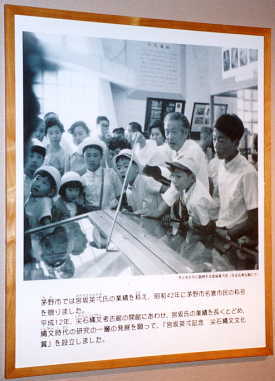 茅野市では宮坂英弌氏の業績を称え、昭和42年に茅野市名誉市民の称号
を贈りました。
平成12年、尖石縄文考古館の開館にあわせ、宮坂氏の業績を長くとどめ、
縄文時代の研究の一層の発展を願って、『宮坂英弌記念 尖石縄文文化
賞』を設立しました。